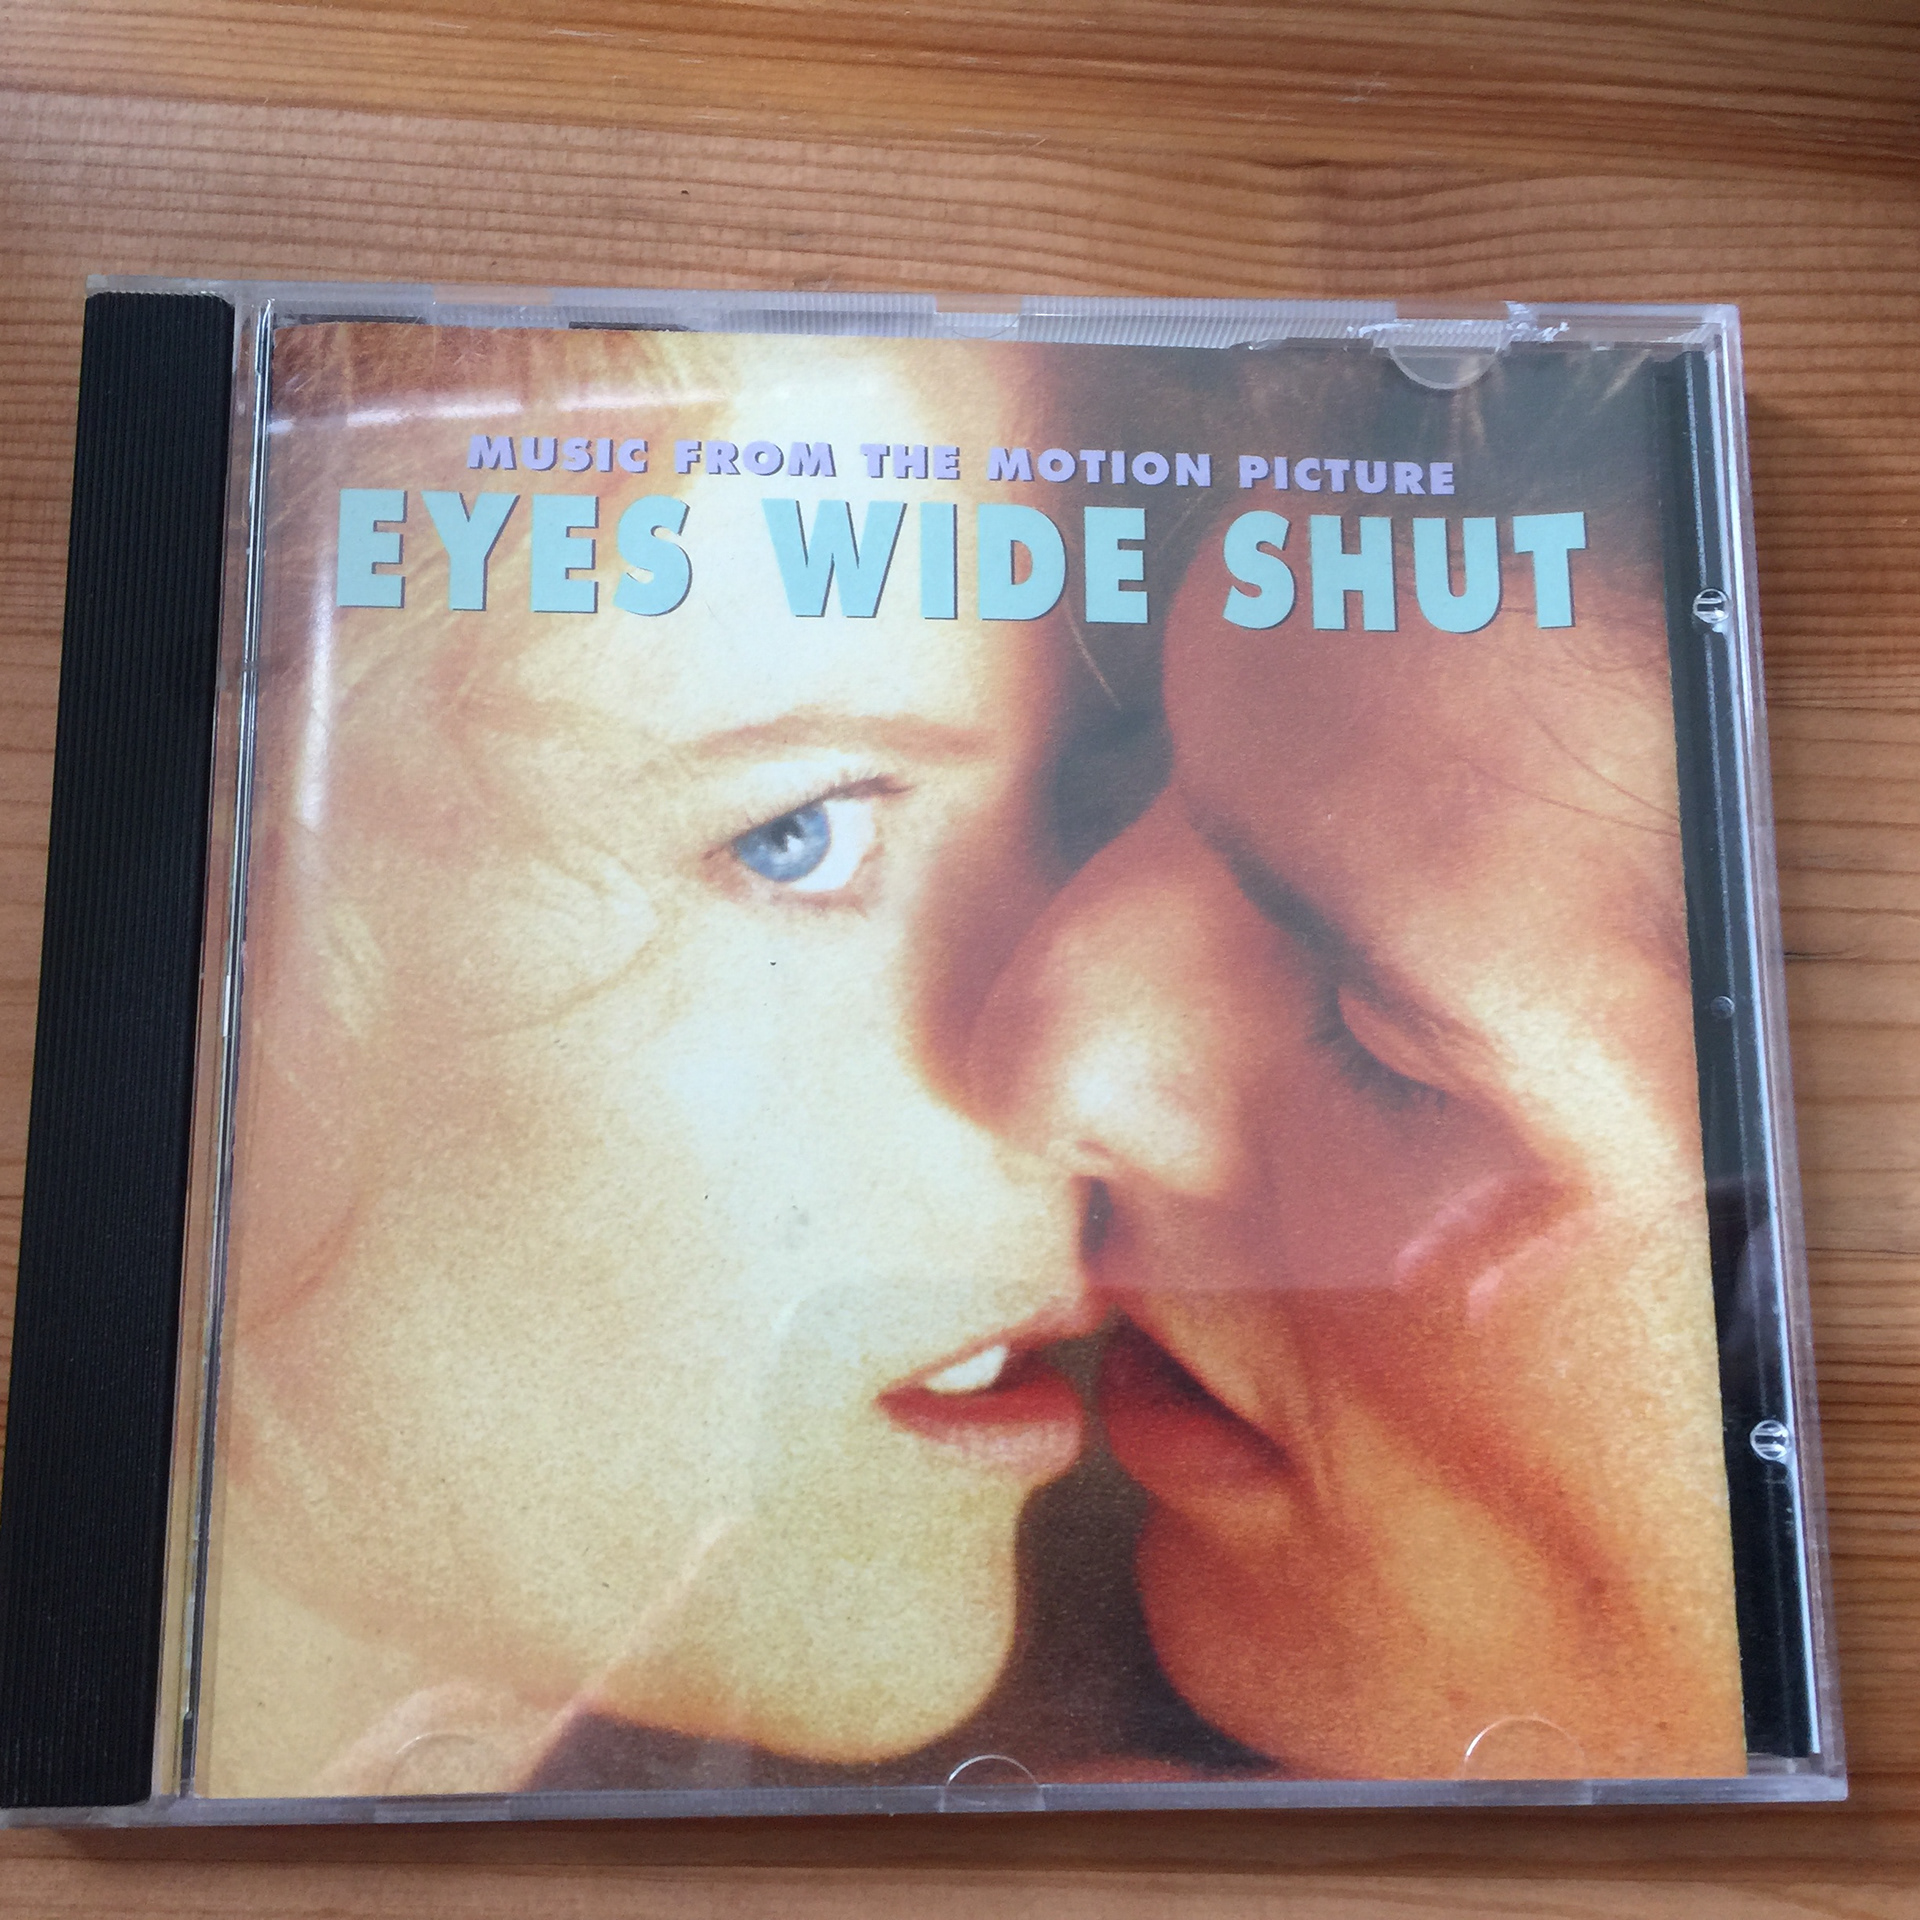 MUSIC FROM THE MOTION PICTURE
EYES WIDE SHUT